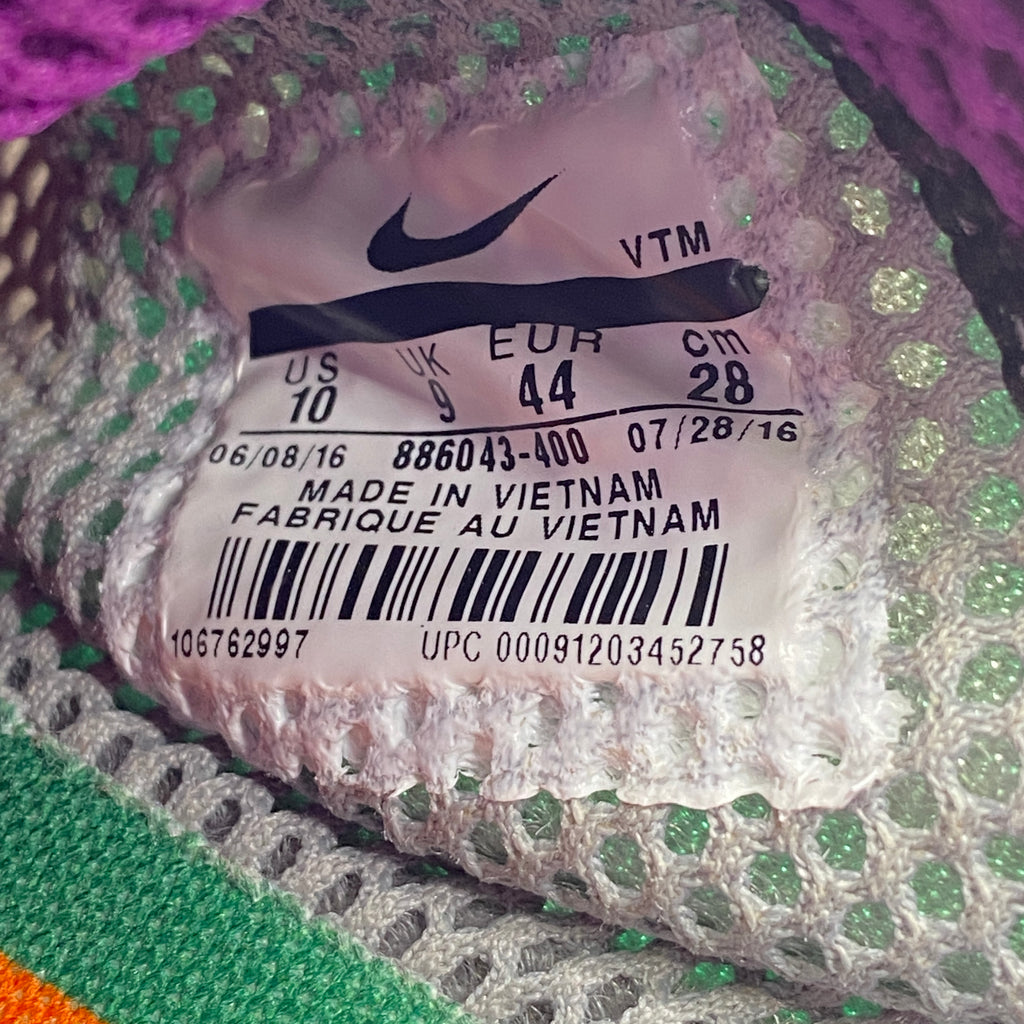 VTM
US UK EUR cm
10 9 44 28
06/08/16 886043-400 07/28/16
MADE IN VIETNAM
FABRIQUE AU VIETNAM
106762997 UPC 00091203452758